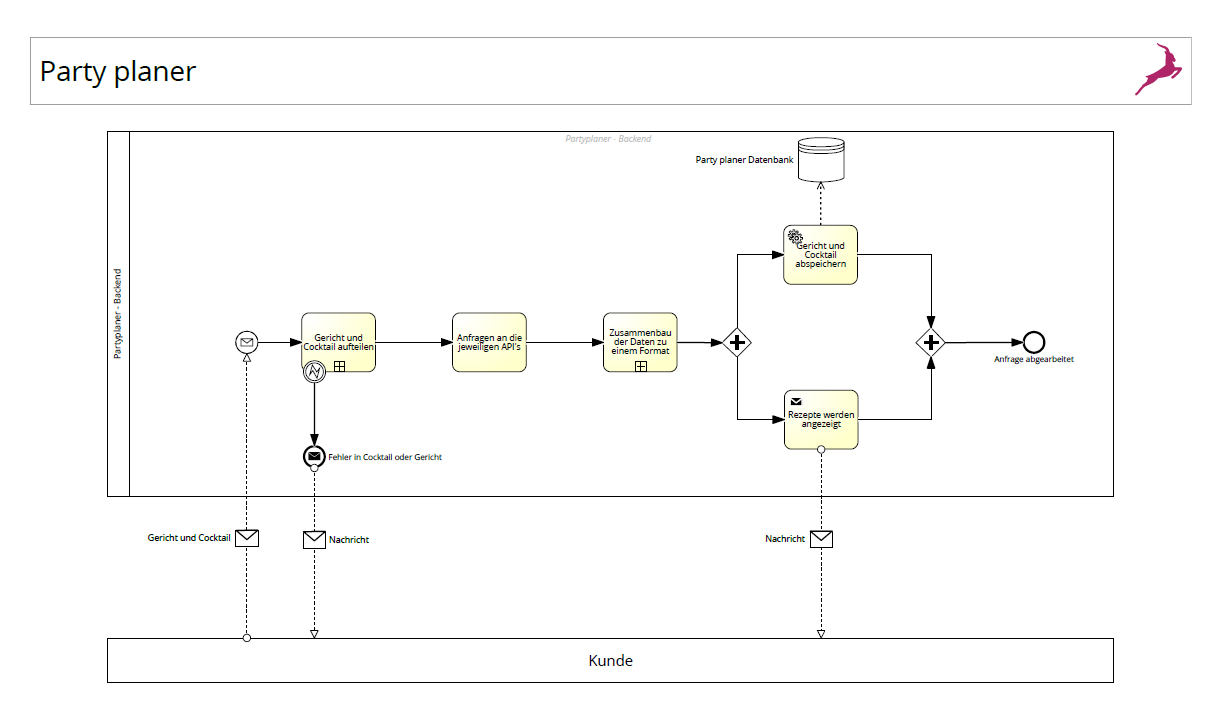 Party planer
Partyplaner - Backend
Partyplaner - Backend
Party planer Datenbank
Gericht und
Cocktail
abspeichern
Gericht und
Cocktail aufteilen
Anfragen an die
jeweiligen API's
Zusammenbau
der Daten zu
einem Format
Anfrage abgearbeitet
Rezepte werden
angezeigt
Fehler in Cocktail oder Gericht
Gericht und Cocktail
Nachricht
Nachricht
Kunde